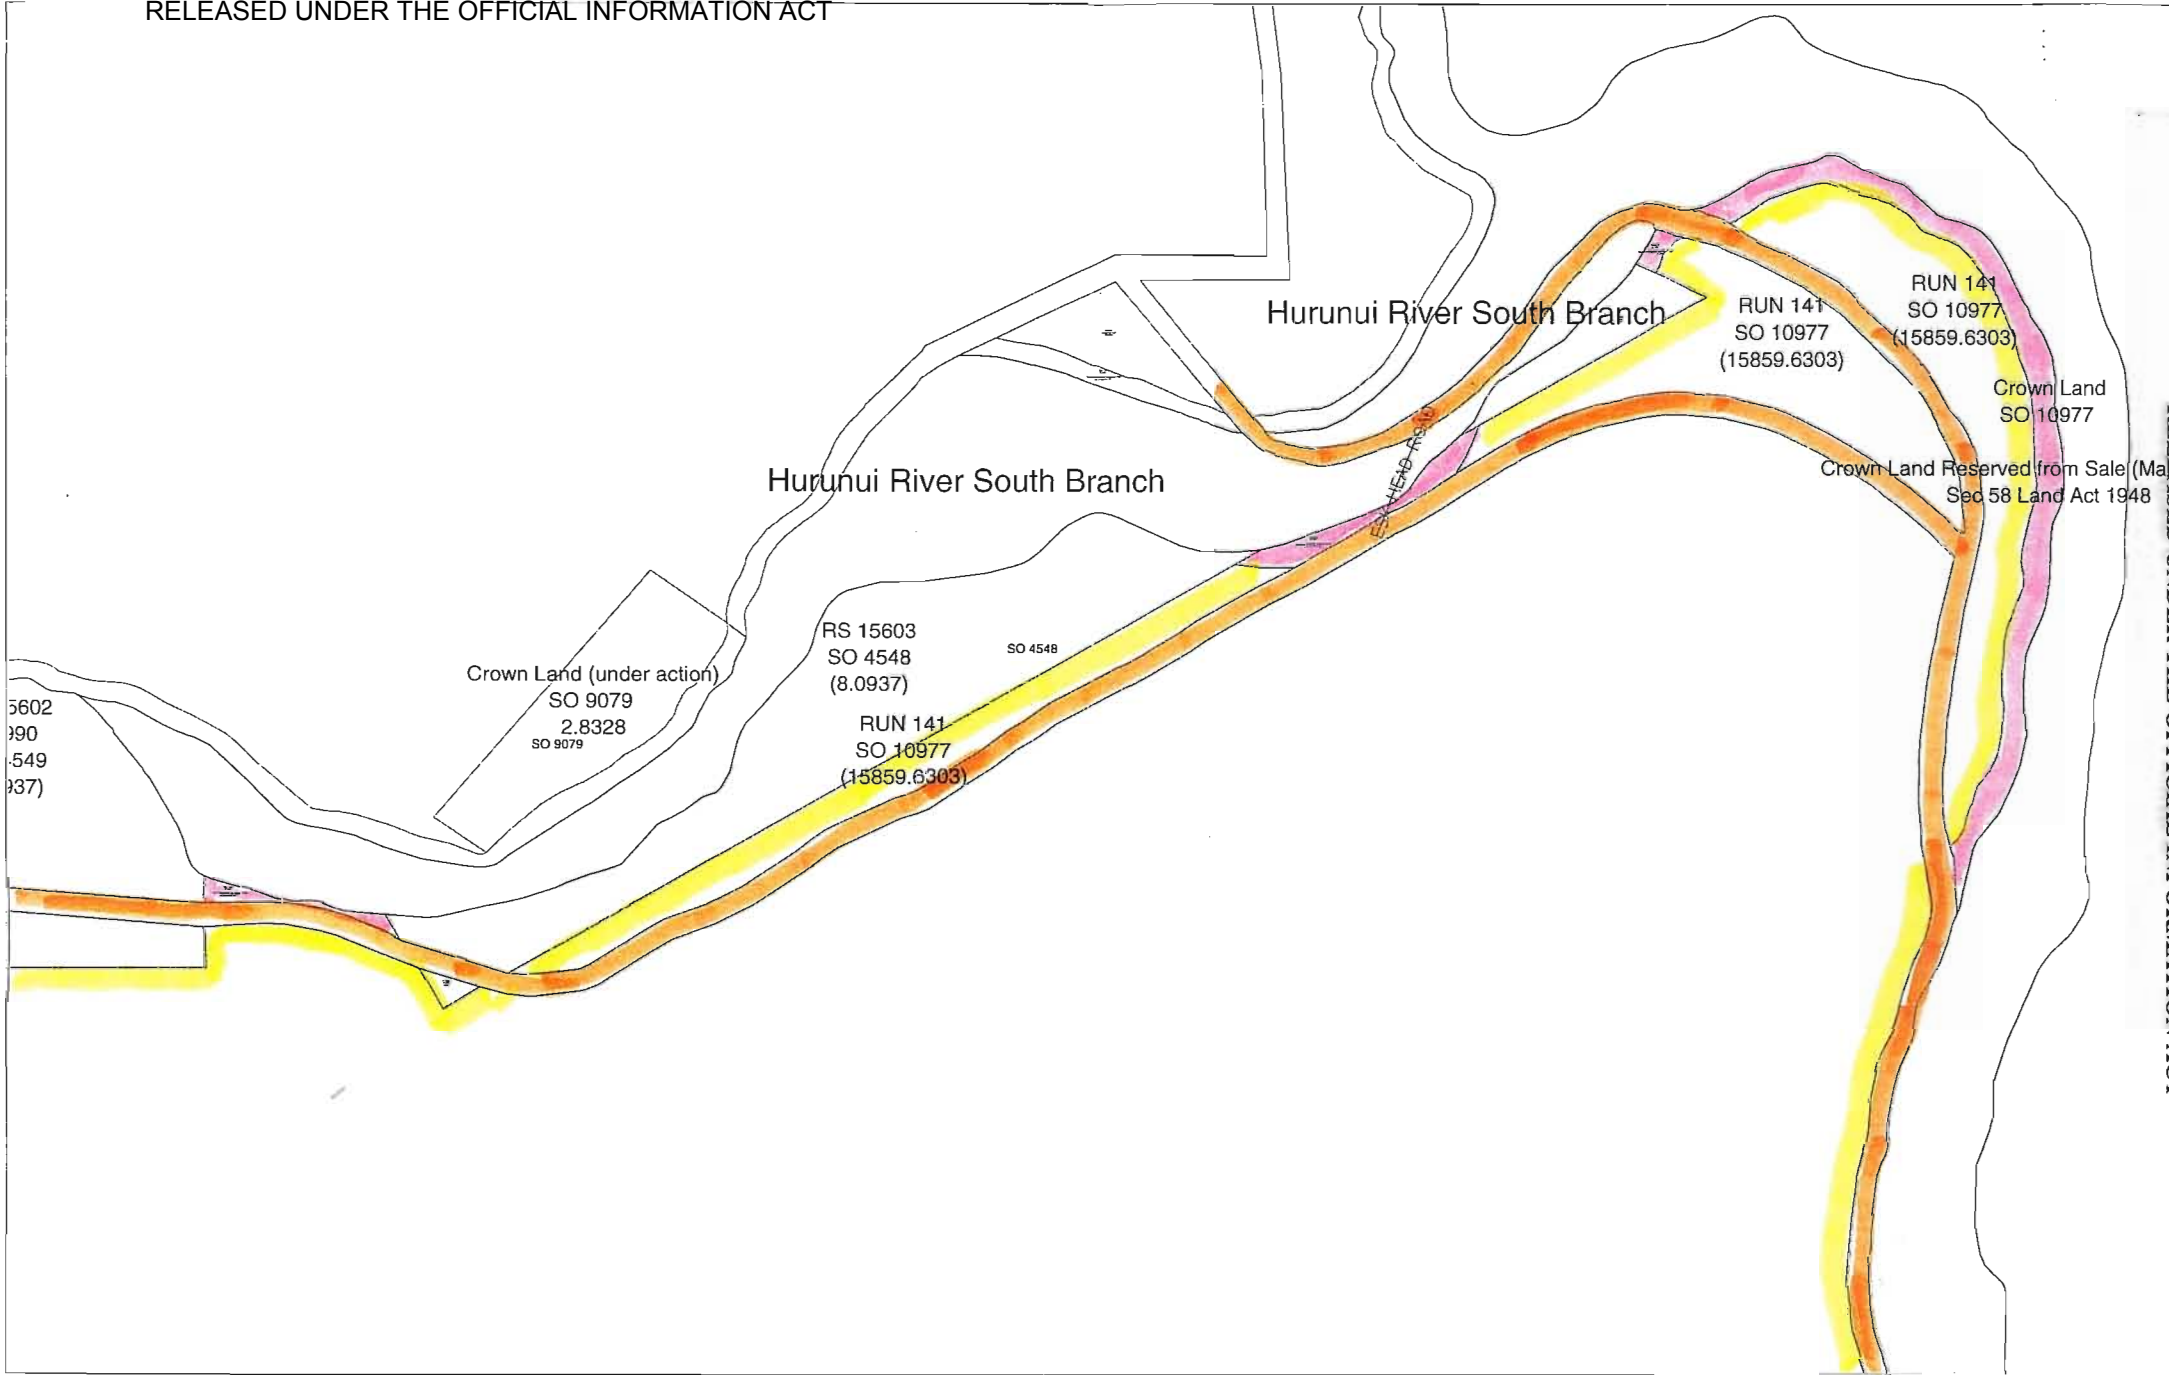 RELEASED UNDER THE OFFICIAL INFORMATION ACT
Hurunui River South Branch
RUN 141
SO 10977
(15859.6303)
RUN 141
SO 10977
(15859.6303)
Crown Land
SO 10977
Crown Land Reserved from Sale (Ma
Sec 58 Land Act 1948
ESK HEAD ROAD
Hurunui River South Branch
RS 15603
SO 4548
(8.0937)
SO 4548
Crown Land (under action)
SO 9079
2.8328
SO 9079
RUN 141
SO 10977
(15859.6303)
5602
990
549
937)